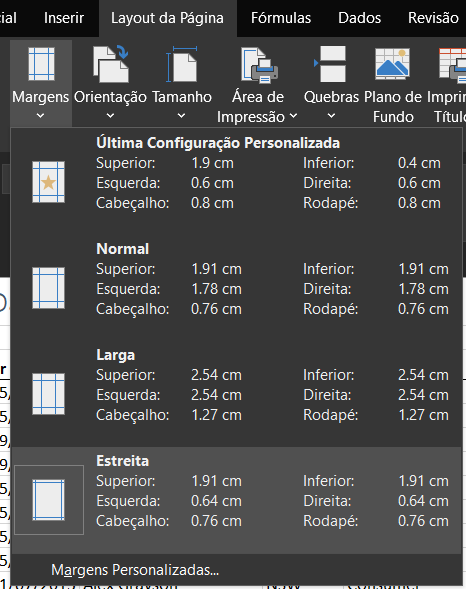 cial Inserir Layout da Página Fórmulas Dados Revisão
Margens Orientação Tamanho Área de Quebras Plano de Imprim
Impressão Fundo Título
Última Configuração Personalizada
Superior: 1.9 cm Inferior: 0.4 cm
Esquerda: 0.6 cm Direita: 0.6 cm
Cabeçalho: 0.8 cm Rodapé: 0.8 cm
Normal
Superior: 1.91 cm Inferior: 1.91 cm
Esquerda: 1.78 cm Direita: 1.78 cm
Cabeçalho: 0.76 cm Rodapé: 0.76 cm
Larga
Superior: 2.54 cm Inferior: 2.54 cm
Esquerda: 2.54 cm Direita: 2.54 cm
Cabeçalho: 1.27 cm Rodapé: 1.27 cm
Estreita
Superior: 1.91 cm Inferior: 1.91 cm
Esquerda: 0.64 cm Direita: 0.64 cm
Cabeçalho: 0.76 cm Rodapé: 0.76 cm
Margens Personalizadas...